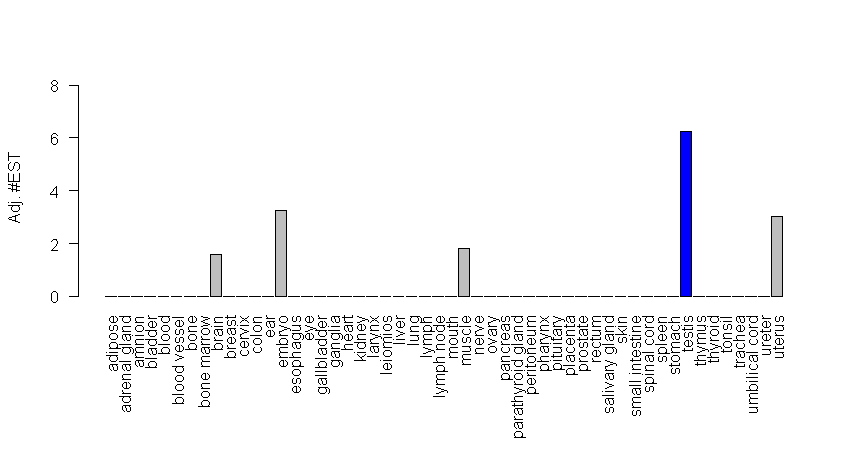 8
6
4
2
0
Adj. #EST
adipose
adrenal gland
amnion
bladder
blood
blood vessel
bone
bone marrow
brain
breast
cervix
colon
ear
embryo
esophagus
eye
gallbladder
ganglia
heart
kidney
larynx
leiomios
liver
lung
lymph
lymph node
mouth
muscle
nerve
ovary
pancreas
parathyroid gland
peritoneum
pharynx
pituitary
placenta
prostate
rectum
salivary gland
skin
small intestine
spinal cord
spleen
stomach
testis
thymus
thyroid
tonsil
trachea
umbilical cord
ureter
uterus